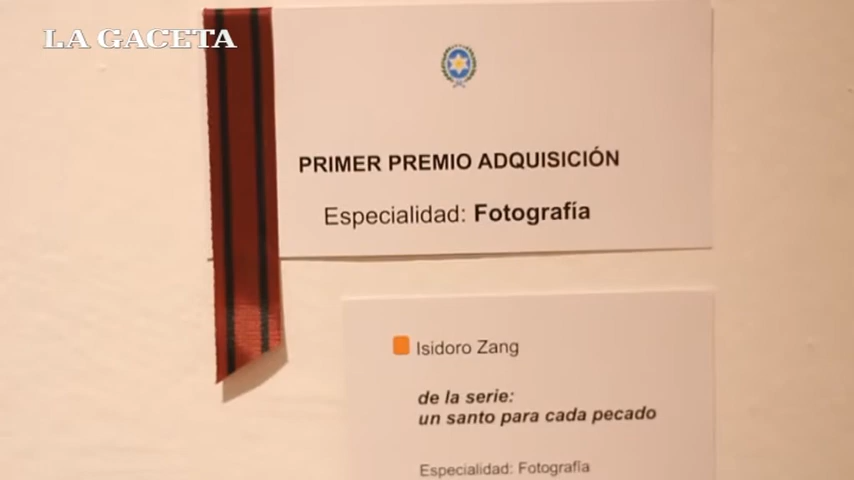 LA GACETA
PRIMER PREMIO ADQUISICIÓN
Especialidad: Fotografía
Isidoro Zang
de la serie:
un santo para cada pecado
Especialidad: Fotografía